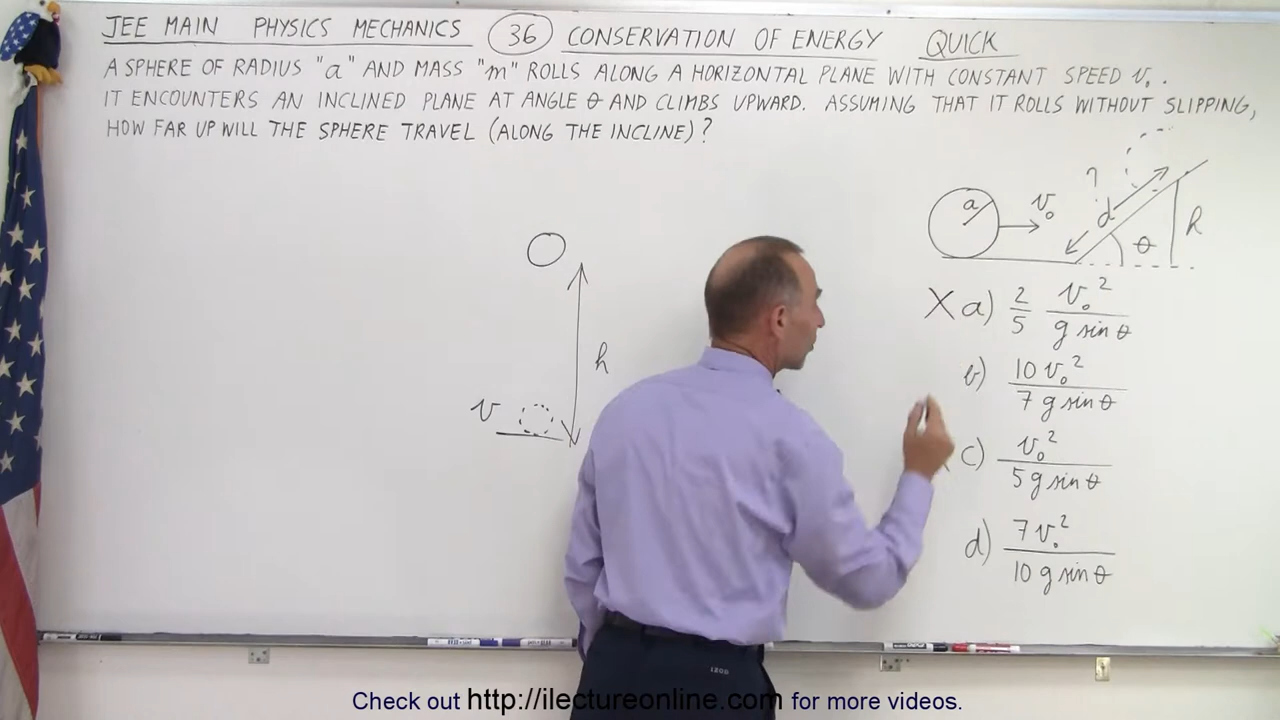 JEE MAIN PHYSICS MECHANICS 36 CONSERVATION OF ENERGY QUICK
A SPHERE OF RADIUS "a" AND MASS "m" ROLLS ALONG A HORIZONTAL PLANE WITH CONSTANT SPEED v₀.
IT ENCOUNTERS AN INCLINED PLANE AT ANGLE θ AND CLIMBS UPWARD. ASSUMING THAT IT ROLLS WITHOUT SLIPPING,
HOW FAR UP WILL THE SPHERE TRAVEL (ALONG THE INCLINE)?
a v₀ ? d θ h
h
v
X a) 2/5 v₀²/g sin θ
b) 10 v₀²/7 g sin θ
c) v₀²/5 g sin θ
d) 7 v₀²/10 g sin θ
IZOD
Check out http://ilectureonline.com for more videos.